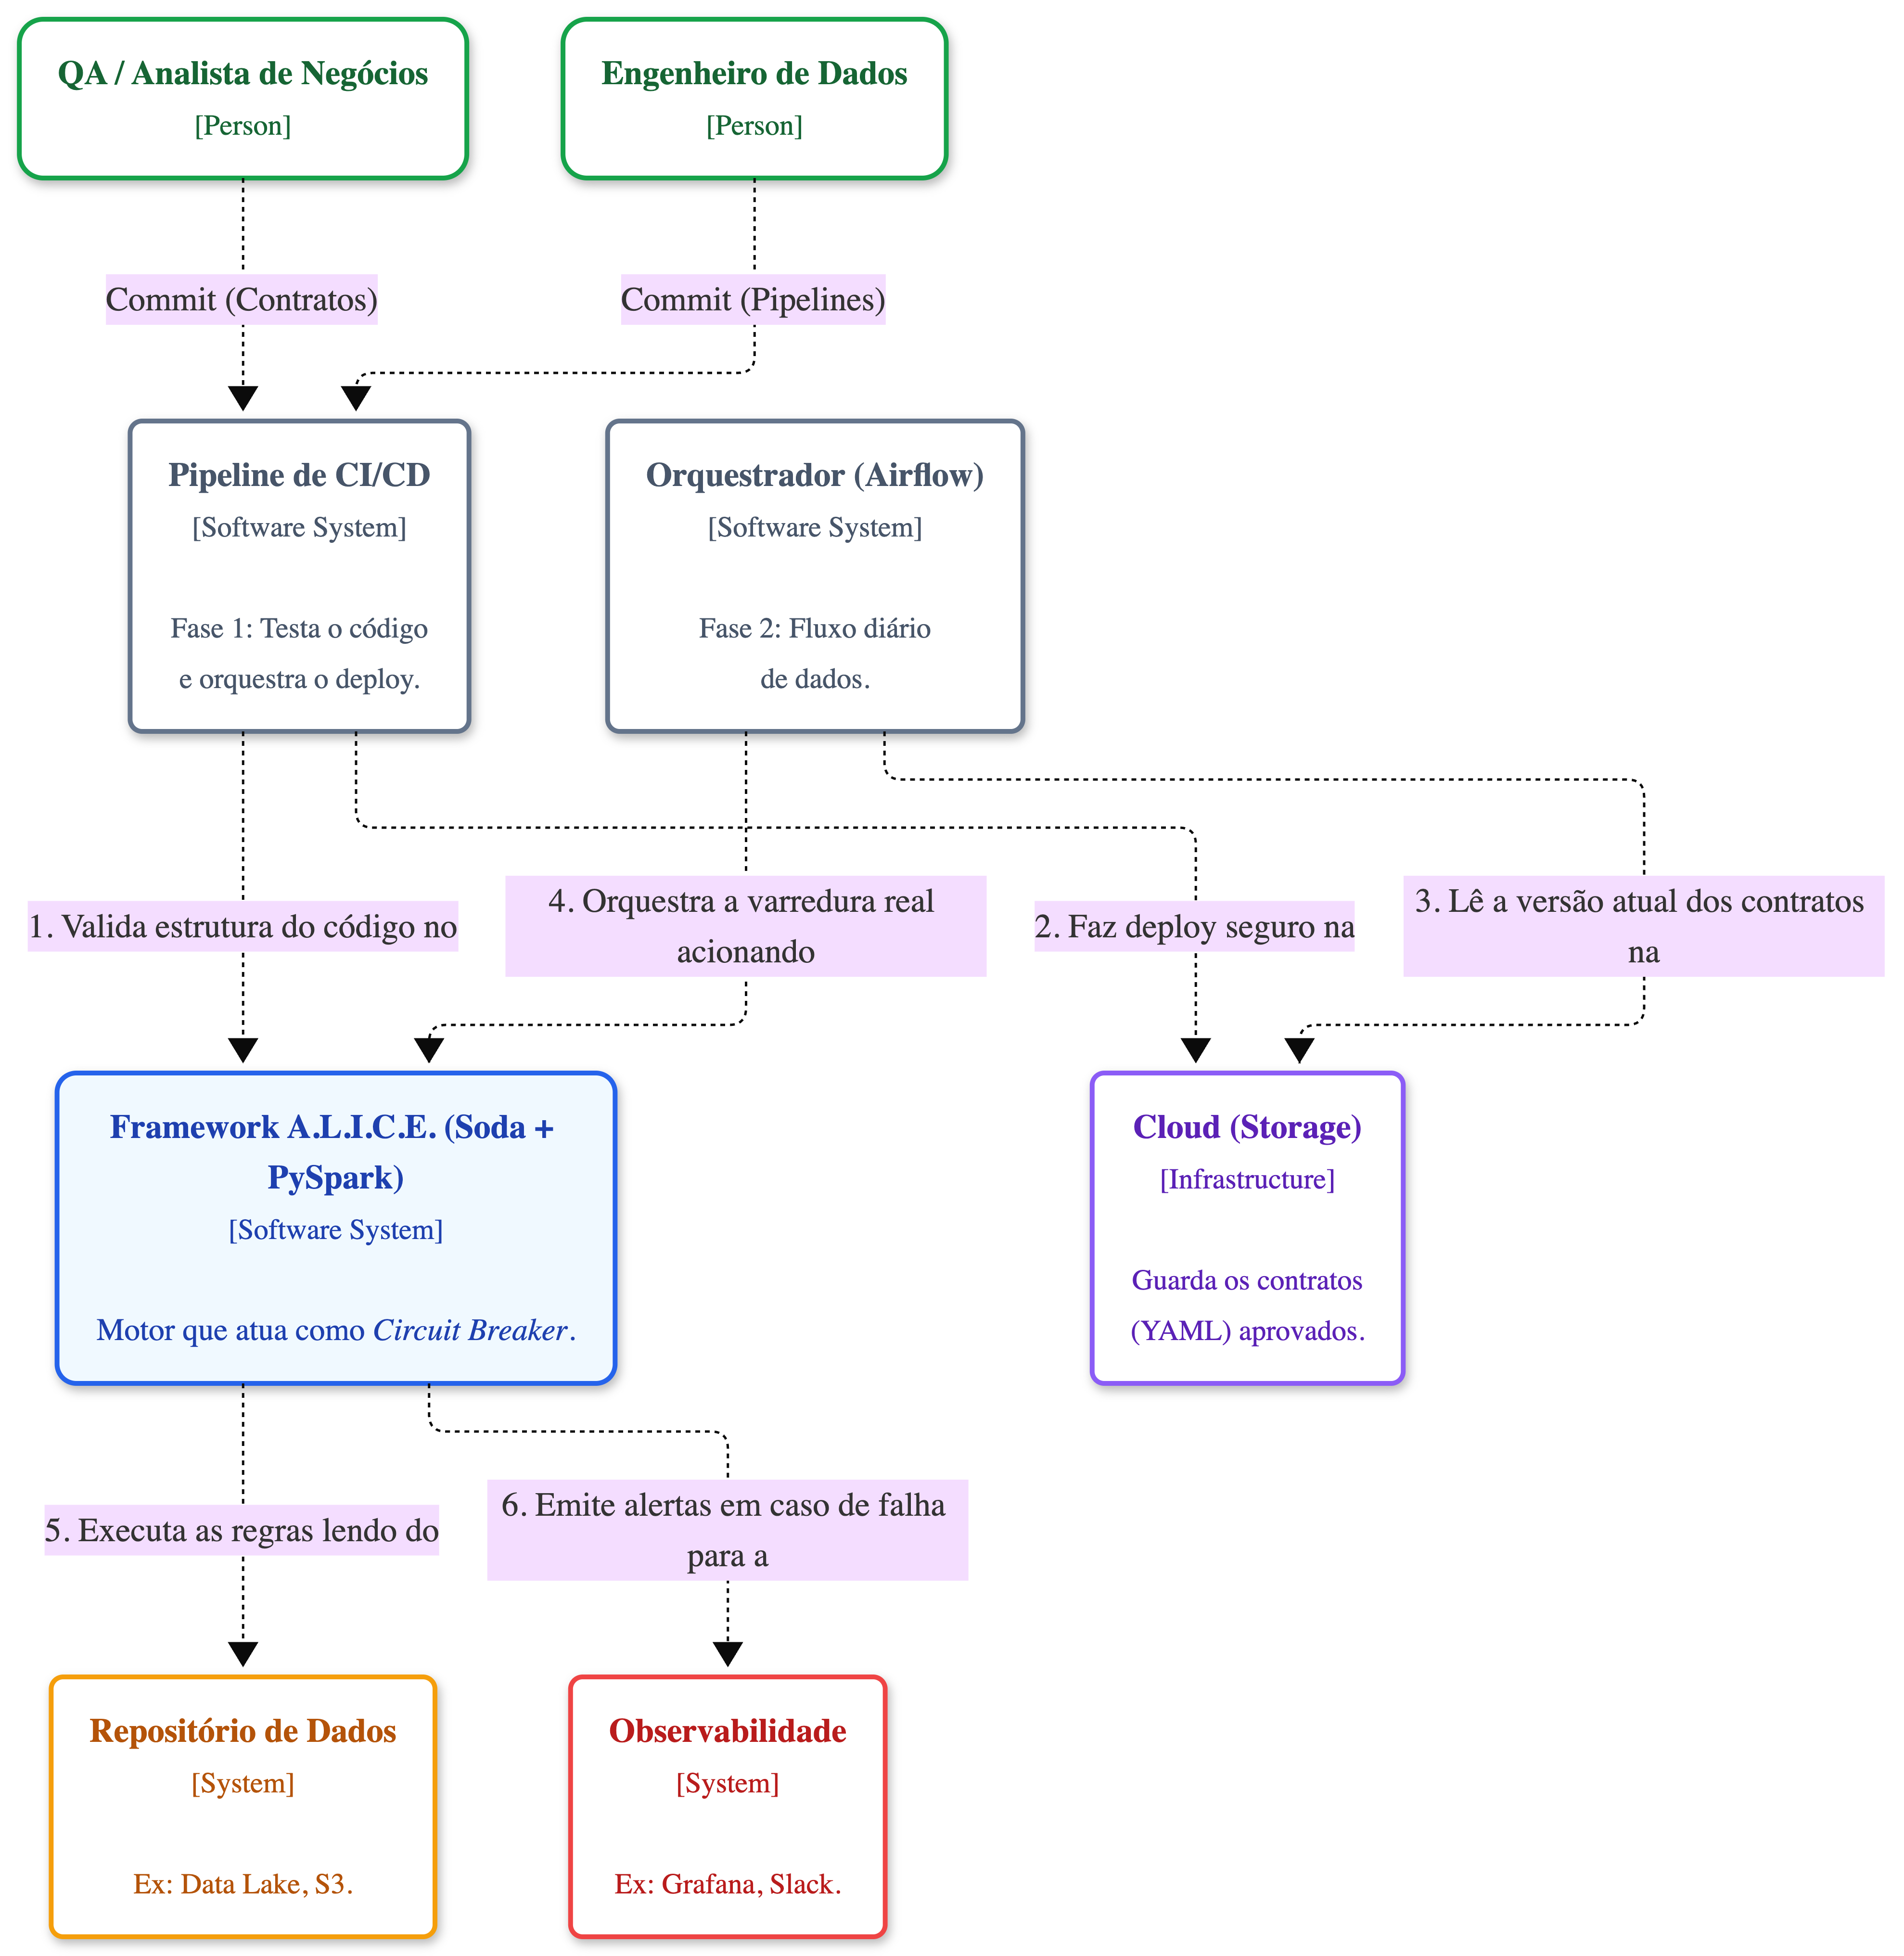 QA / Analista de Negócios
[Person]
Engenheiro de Dados
[Person]
Commit (Contratos)
Commit (Pipelines)
Pipeline de CI/CD
[Software System]
Fase 1: Testa o código
e orquestra o deploy.
Orquestrador (Airflow)
[Software System]
Fase 2: Fluxo diário
de dados.
1. Valida estrutura do código no
4. Orquestra a varredura real
acionando
2. Faz deploy seguro na
3. Lê a versão atual dos contratos
na
Framework A.L.I.C.E. (Soda +
PySpark)
[Software System]
Motor que atua como Circuit Breaker.
Cloud (Storage)
[Infrastructure]
Guarda os contratos
(YAML) aprovados.
5. Executa as regras lendo do
6. Emite alertas em caso de falha
para a
Repositório de Dados
[System]
Ex: Data Lake, S3.
Observabilidade
[System]
Ex: Grafana, Slack.